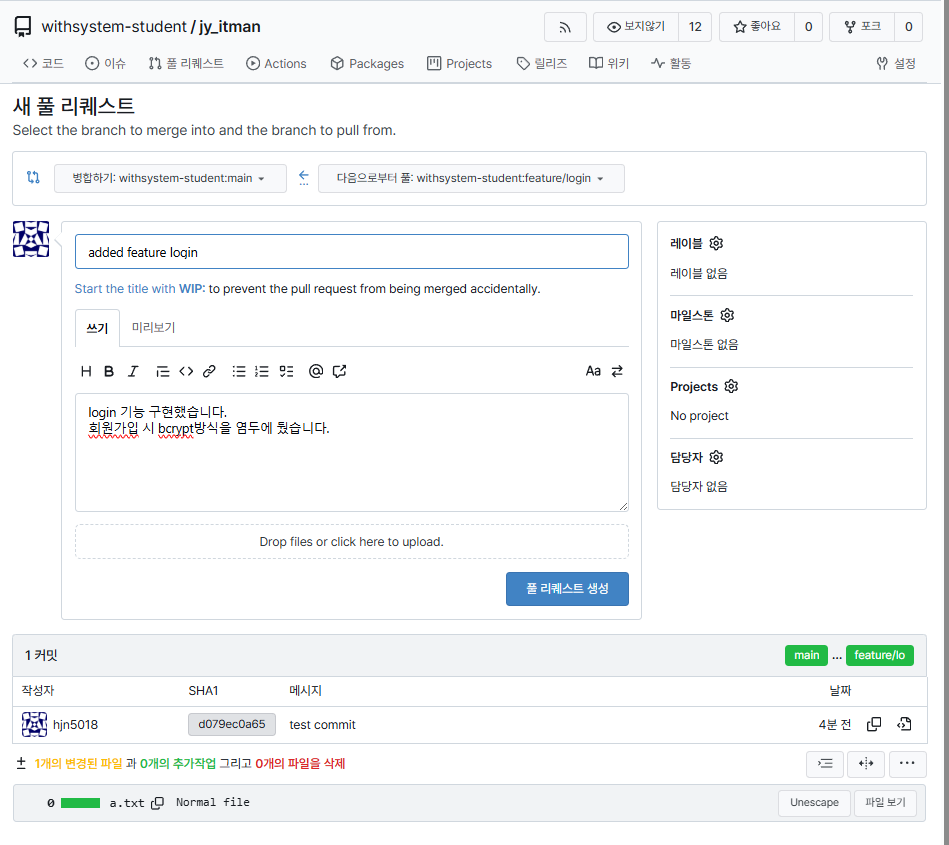 withsystem-student / jy_itman
보지않기 12
좋아요 0
포크 0
코드 이슈 풀 리퀘스트 Actions Packages Projects 릴리즈 위키 활동 설정
새 풀 리퀘스트
Select the branch to merge into and the branch to pull from.
병합하기: withsystem-student:main
다음으로부터 풀: withsystem-student:feature/login
added feature login
Start the title with WIP: to prevent the pull request from being merged accidentally.
쓰기 미리보기
H B I Aa
login 기능 구현했습니다.
회원가입 시 bcrypt방식을 염두에 뒀습니다.
Drop files or click here to upload.
풀 리퀘스트 생성
레이블
레이블 없음
마일스톤
마일스톤 없음
Projects
No project
담당자
담당자 없음
1 커밋 main ... feature/lo
작성자 SHA1 메시지 날짜
hjn5018 d079ec0a65 test commit 4분 전
1개의 변경된 파일 과 0개의 추가작업 그리고 0개의 파일을 삭제
0 a.txt Normal file Unescape 파일 보기